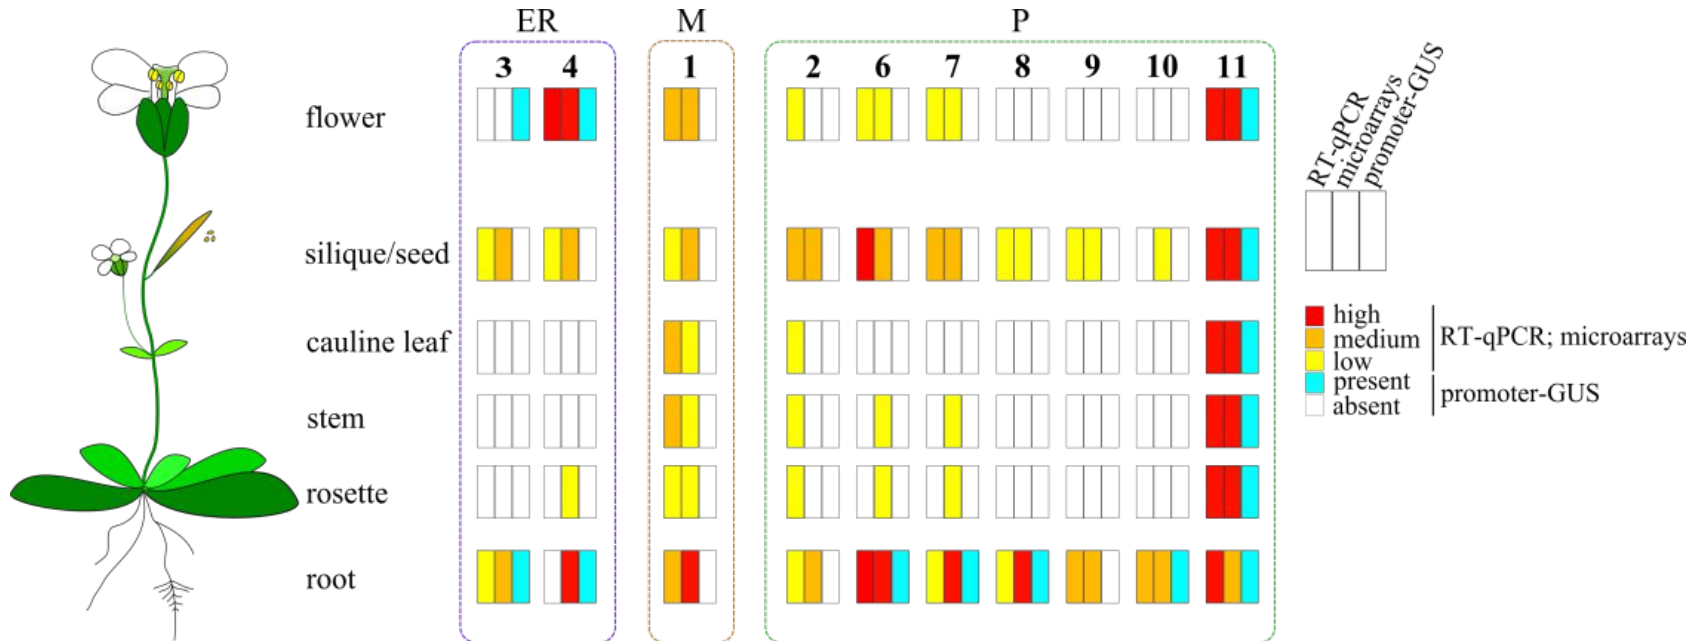 ER M P
3 4 1 2 6 7 8 9 10 11
flower
silique/seed
cauline leaf
stem
rosette
root
RT-qPCR
microarrays
promoter-GUS
high
medium
low
RT-qPCR; microarrays
present
absent
promoter-GUS